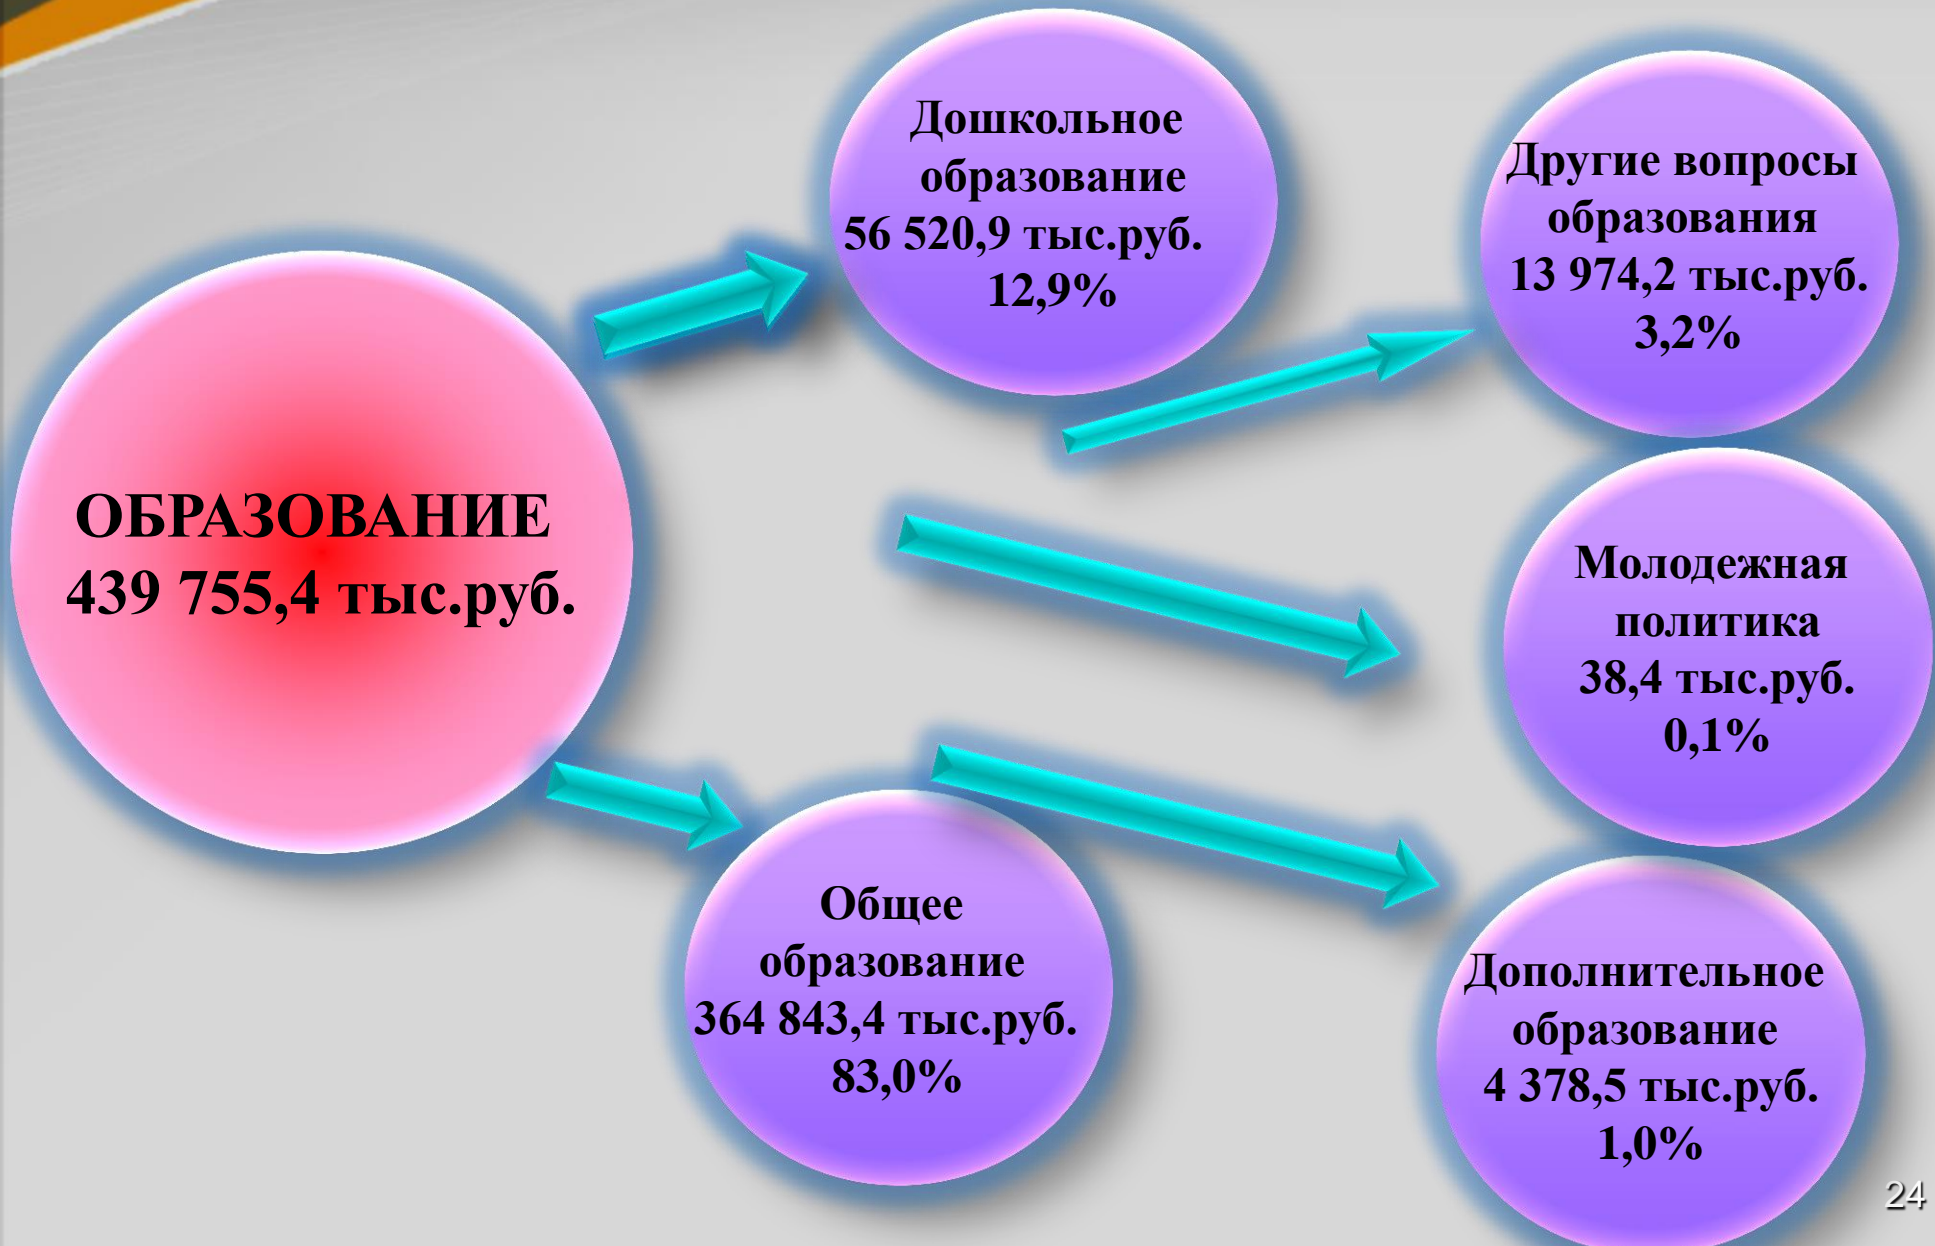 ОБРАЗОВАНИЕ
439 755,4 тыс.руб.
Дошкольное
образование
56 520,9 тыс.руб.
12,9%
Другие вопросы
образования
13 974,2 тыс.руб.
3,2%
Молодежная
политика
38,4 тыс.руб.
0,1%
Общее
образование
364 843,4 тыс.руб.
83,0%
Дополнительное
образование
4 378,5 тыс.руб.
1,0%
24